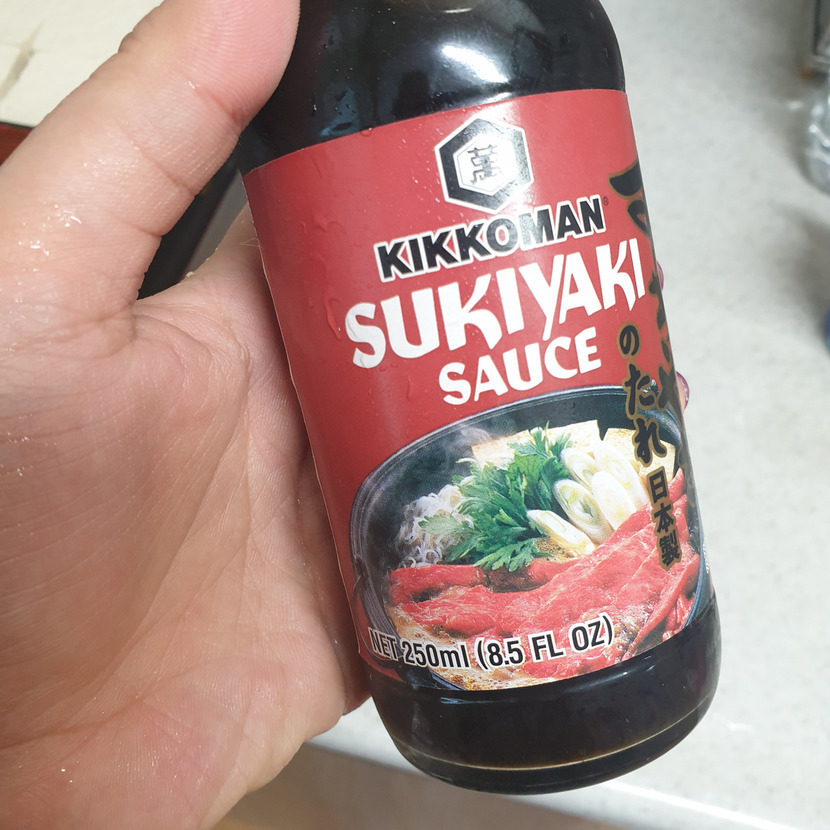 KIKKOMAN®
SUKIYAKI
SAUCE
のたれ
日本製
NET 250ml (8.5 FL OZ)